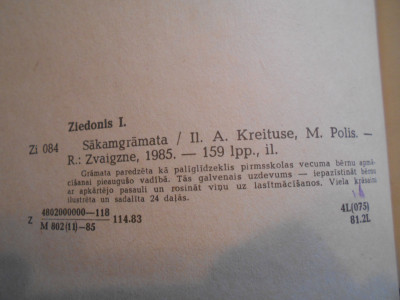 Ziedonis I.
Zi 084
Sākamgrāmata / Il. A. Kreituse, M. Polis. —
R.: Zvaigzne, 1985. — 159 lpp., il.
Grāmata paredzēta kā palīglīdzeklis pirmsskolas vecuma bērnu apmā-
cīšanai pieaugušo vadībā. Tās galvenais uzdevums — iepazīstināt bērnu
ar apkārtējo pasauli un rosināt viņu uz lasītmācīšanos. Viela krāsām
ilustrēta un sadalīta 24 daļās.
Z 4802000000—118 114.83 4L(075)
M 802(11)—85 81.2L